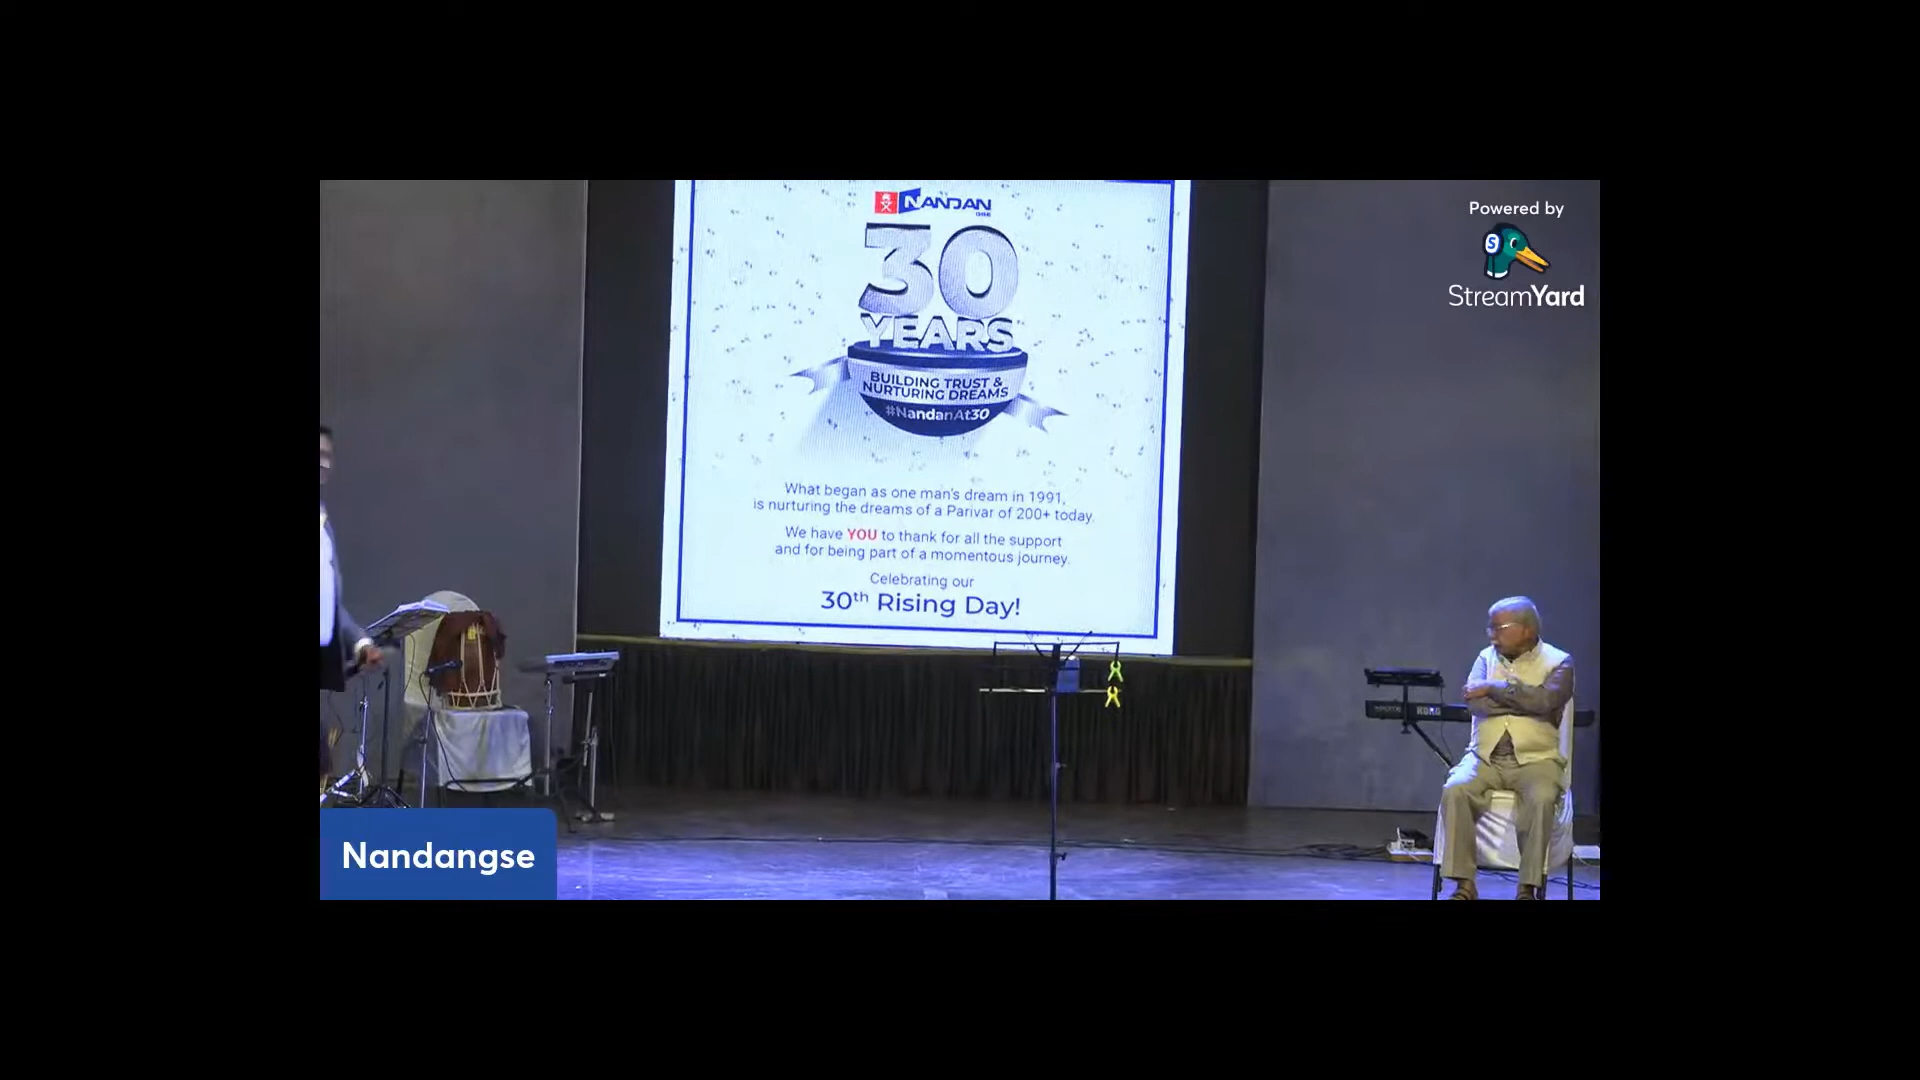 NANDAN
30
YEARS
BUILDING TRUST &
NURTURING DREAMS
#NandanAt30
What began as one man's dream in 1991,
is nurturing the dreams of a Parivar of 200+ today.
We have YOU to thank for all the support
and for being part of a momentous journey.
Celebrating our
30th Rising Day!
Powered by
S
StreamYard
KORG
Nandangse